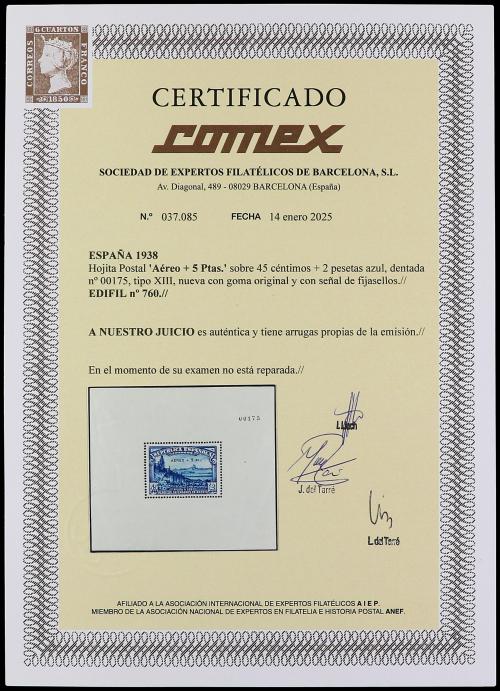 6 CUARTOS
CORREOS
FRANCO
1850
CERTIFICADO
comex
SOCIEDAD DE EXPERTOS FILATÉLICOS DE BARCELONA, S.L.
Av. Diagonal, 489 - 08029 BARCELONA (España)
N.º 037.085 FECHA 14 enero 2025
ESPAÑA 1938
Hojita Postal 'Aéreo + 5 Ptas.' sobre 45 céntimos + 2 pesetas azul, dentada
nº 00175, tipo XIII, nueva con goma original y con señal de fijasellos.//
EDIFIL nº 760.//
A NUESTRO JUICIO es auténtica y tiene arrugas propias de la emisión.//
En el momento de su examen no está reparada.//
00175
REPUBLICA ESPAÑOLA
AEREO + 5
J. del Tarré
L. del Tarré
AFILIADO A LA ASOCIACIÓN INTERNACIONAL DE EXPERTOS FILATÉLICOS A I E P.
MIEMBRO DE LA ASOCIACIÓN NACIONAL DE EXPERTOS EN FILATELIA E HISTORIA POSTAL ANEF.